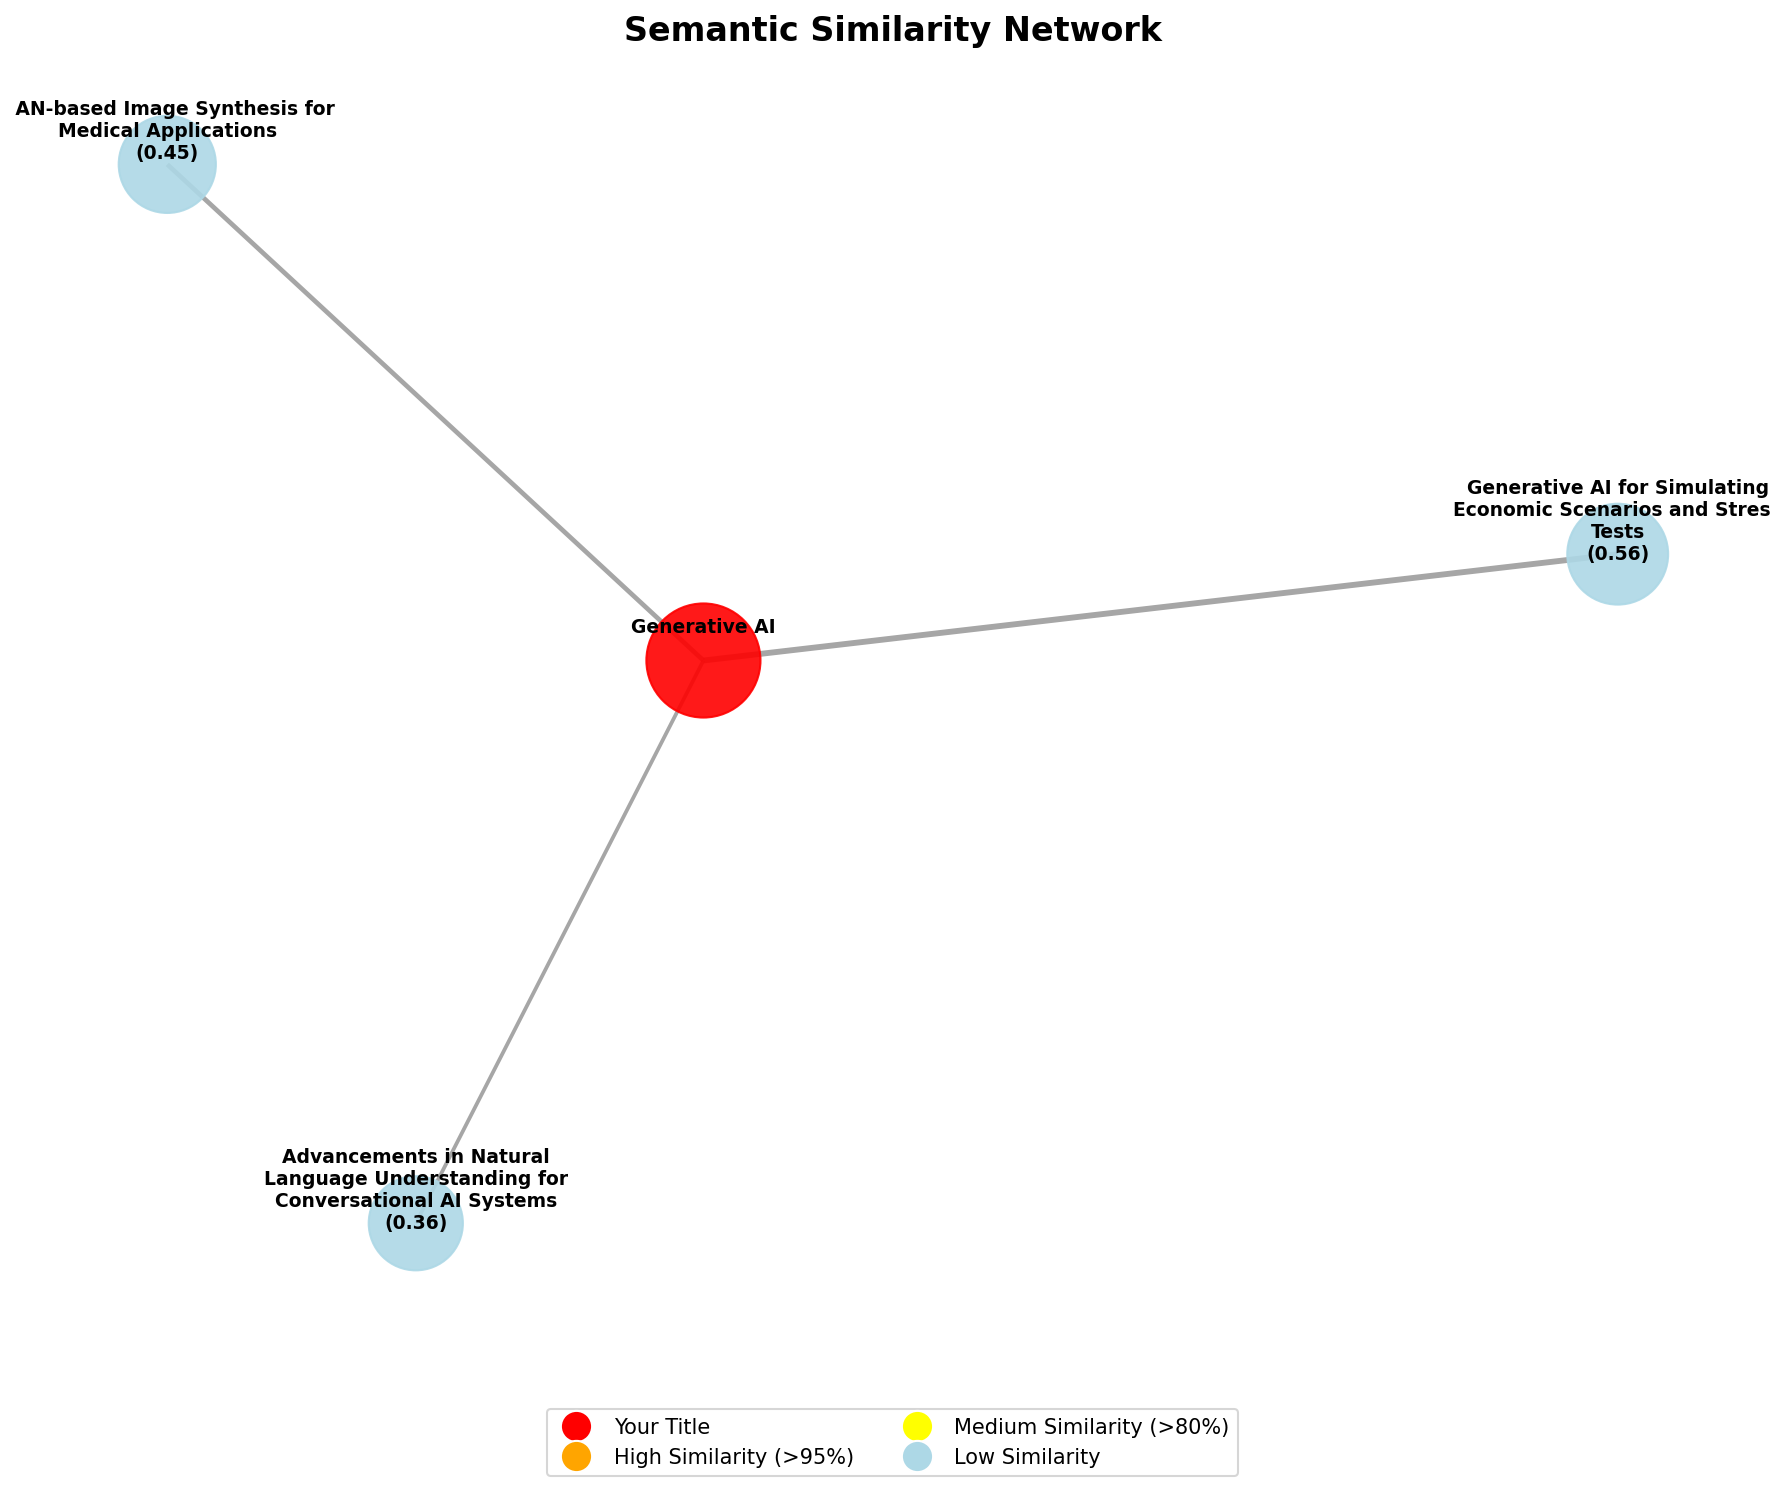 Semantic Similarity Network
AN-based Image Synthesis for
Medical Applications
(0.45)
Generative AI for Simulating
Economic Scenarios and Stres
Tests
(0.56)
Generative AI
Advancements in Natural
Language Understanding for
Conversational AI Systems
(0.36)
Your Title
High Similarity (>95%)
Medium Similarity (>80%)
Low Similarity